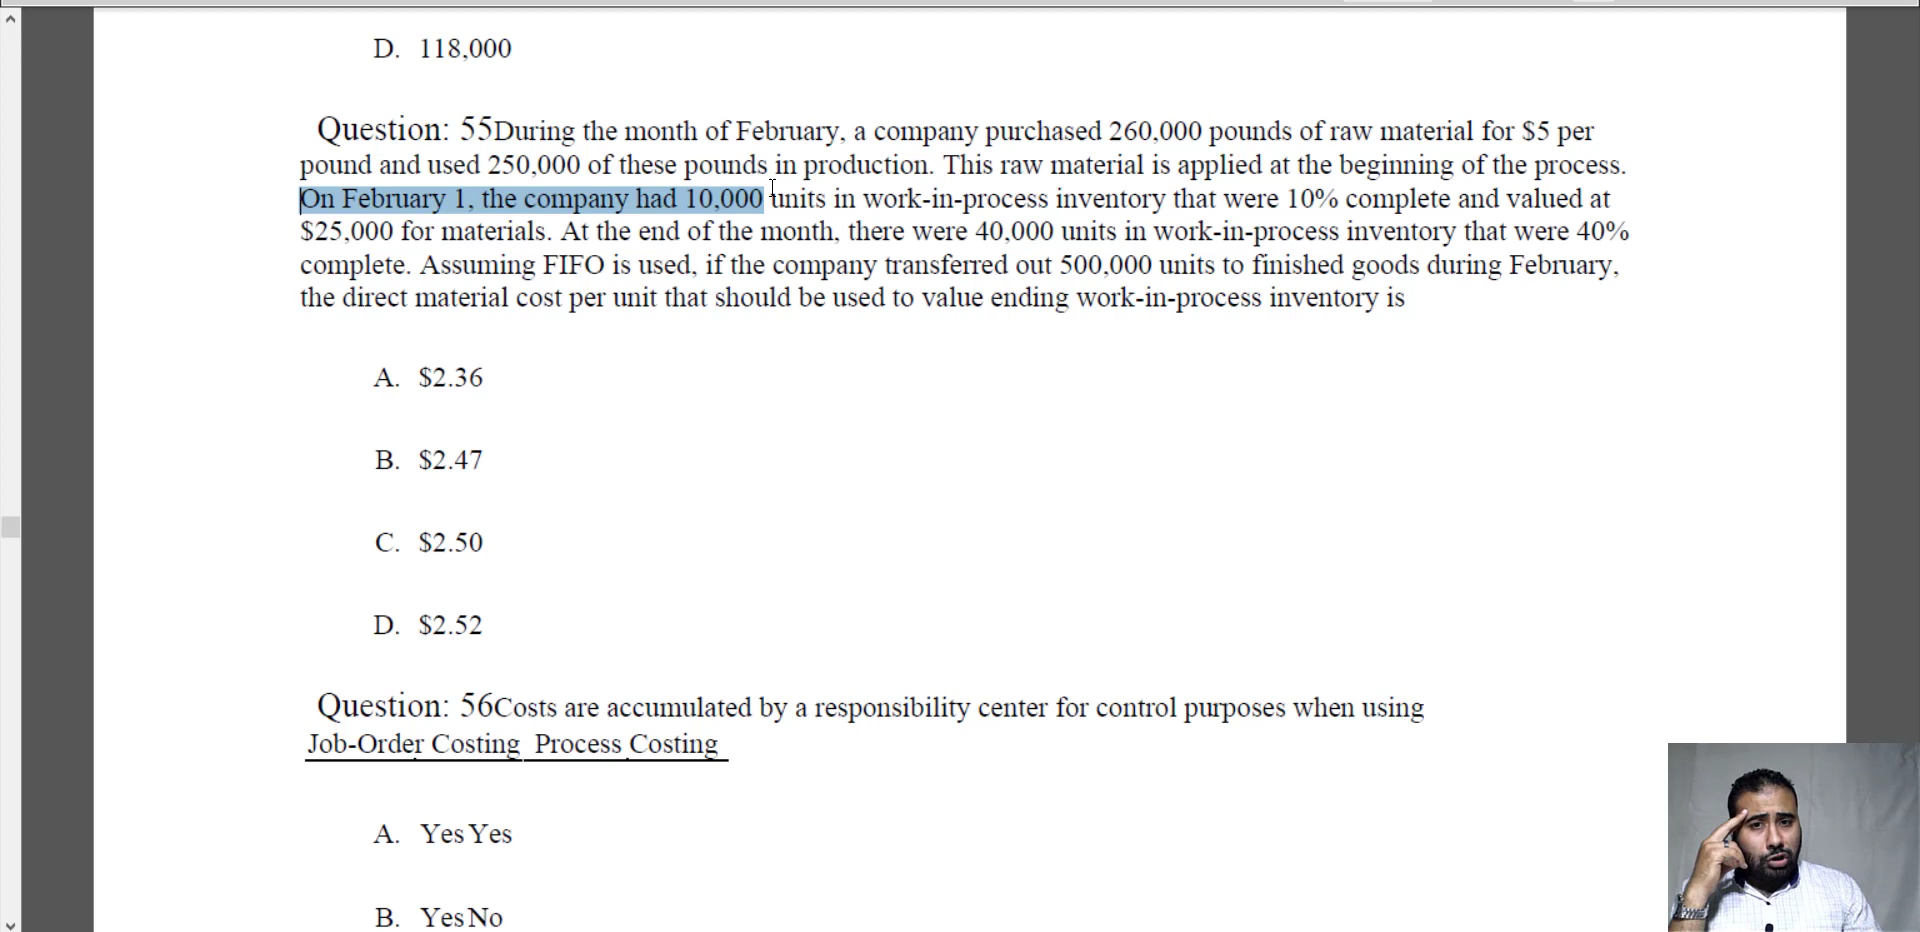 D. 118,000
Question: 55During the month of February, a company purchased 260,000 pounds of raw material for $5 per
pound and used 250,000 of these pounds in production. This raw material is applied at the beginning of the process.
On February 1, the company had 10,000 units in work-in-process inventory that were 10% complete and valued at
$25,000 for materials. At the end of the month, there were 40,000 units in work-in-process inventory that were 40%
complete. Assuming FIFO is used, if the company transferred out 500,000 units to finished goods during February,
the direct material cost per unit that should be used to value ending work-in-process inventory is
A. $2.36
B. $2.47
C. $2.50
D. $2.52
Question: 56Costs are accumulated by a responsibility center for control purposes when using
Job-Order Costing Process Costing
A. Yes Yes
B. Yes No